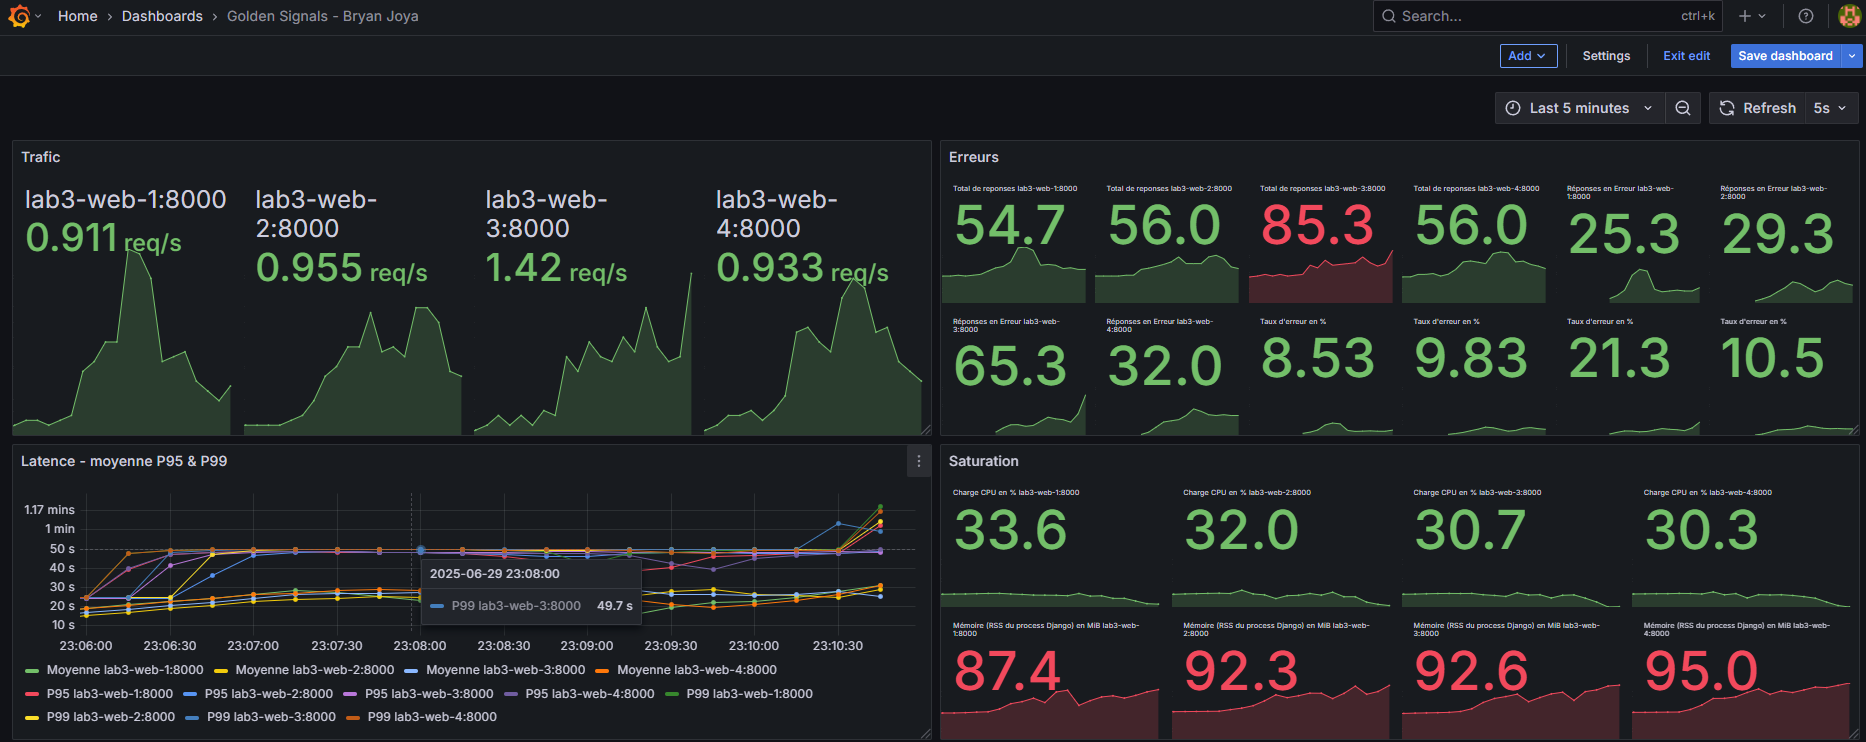 Home › Dashboards › Golden Signals - Bryan Joya
Search... ctrl+k
Add Settings Exit edit Save dashboard
Last 5 minutes Refresh 5s
Trafic
lab3-web-1:8000
0.911 req/s
lab3-web-
2:8000
0.955 req/s
lab3-web-
3:8000
1.42 req/s
lab3-web-
4:8000
0.933 req/s
Erreurs
Total de reponses lab3-web-1:8000
54.7
Total de reponses lab3-web-2:8000
56.0
Total de reponses lab3-web-3:8000
85.3
Total de reponses lab3-web-4:8000
56.0
Réponses en Erreur lab3-web-
1:8000
25.3
Réponses en Erreur lab3-web-
2:8000
29.3
Réponses en Erreur lab3-web-
3:8000
65.3
Réponses en Erreur lab3-web-
4:8000
32.0
Taux d'erreur en %
8.53
Taux d'erreur en %
9.83
Taux d'erreur en %
21.3
Taux d'erreur en %
10.5
Latence - moyenne P95 & P99
1.17 mins
1 min
50 s
40 s
30 s
20 s
10 s
23:06:00 23:06:30 23:07:00 23:07:30 23:08:00 23:08:30 23:09:00 23:09:30 23:10:00 23:10:30
2025-06-29 23:08:00
P99 lab3-web-3:8000 49.7 s
Moyenne lab3-web-1:8000 Moyenne lab3-web-2:8000 Moyenne lab3-web-3:8000 Moyenne lab3-web-4:8000
P95 lab3-web-1:8000 P95 lab3-web-2:8000 P95 lab3-web-3:8000 P95 lab3-web-4:8000 P99 lab3-web-1:8000
P99 lab3-web-2:8000 P99 lab3-web-3:8000 P99 lab3-web-4:8000
Saturation
Charge CPU en % lab3-web-1:8000
33.6
Charge CPU en % lab3-web-2:8000
32.0
Charge CPU en % lab3-web-3:8000
30.7
Charge CPU en % lab3-web-4:8000
30.3
Mémoire (RSS du process Django) en MiB lab3-web-
1:8000
87.4
Mémoire (RSS du process Django) en MiB lab3-web-
2:8000
92.3
Mémoire (RSS du process Django) en MiB lab3-web-
3:8000
92.6
Mémoire (RSS du process Django) en MiB lab3-web-
4:8000
95.0